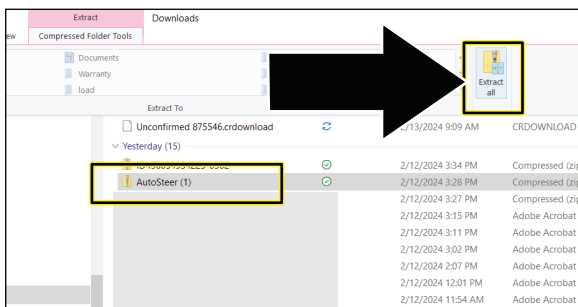 Extract Downloads
ew Compressed Folder Tools
Documents
Warranty
load
Extract all
Extract To
Unconfirmed 875546.crdownload 2/13/2024 9:09 AM CRDOWNLOAD
Yesterday (15)
2/12/2024 3:34 PM Compressed (zip
AutoSteer (1) 2/12/2024 3:28 PM Compressed (zip
2/12/2024 3:27 PM Compressed (zip
2/12/2024 3:15 PM Adobe Acrobat
2/12/2024 3:11 PM Adobe Acrobat
2/12/2024 3:02 PM Adobe Acrobat
2/12/2024 2:07 PM Adobe Acrobat
2/12/2024 12:01 PM Adobe Acrobat
2/12/2024 11:54 AM Adobe Acrobat